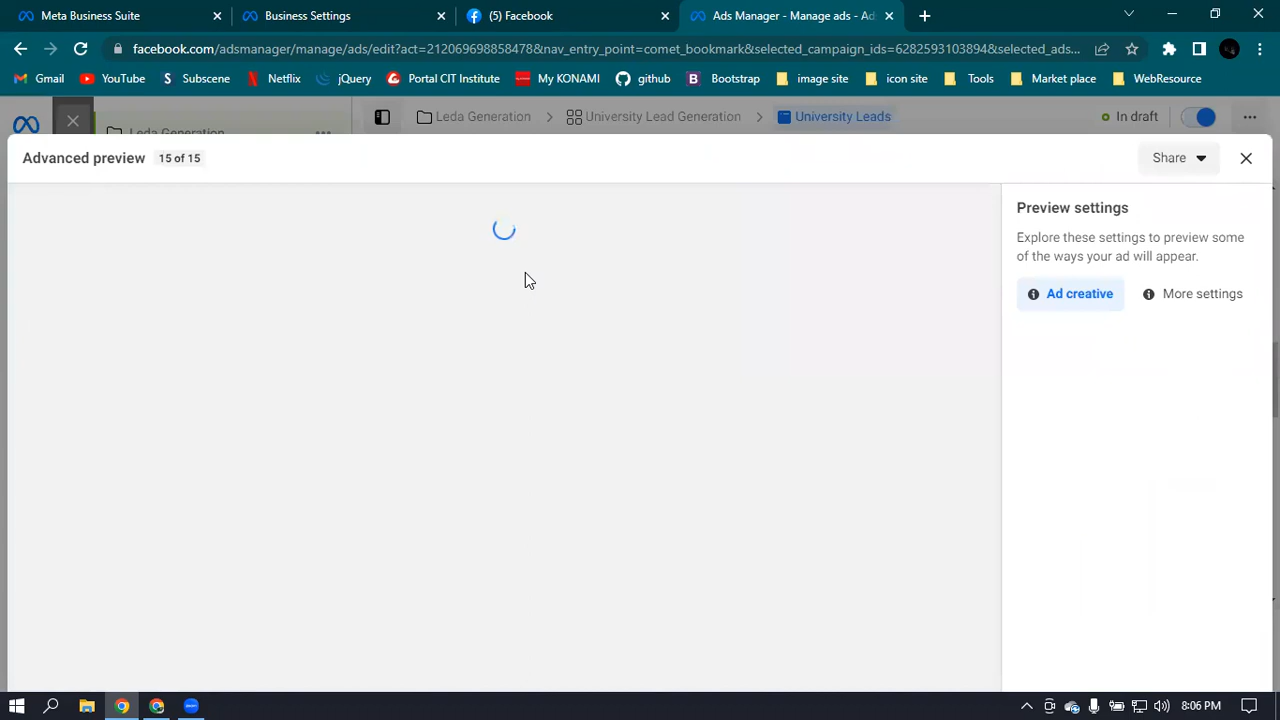 Meta Business Suite
Business Settings
(5) Facebook
Ads Manager - Manage ads - Ads
facebook.com/adsmanager/manage/ads/edit?act=212069698858478&nav_entry_point=comet_bookmark&selected_campaign_ids=6282593103894&selected_ads...
Gmail
YouTube
Subscene
Netflix
jQuery
Portal CIT Institute
My KONAMI
github
Bootstrap
image site
icon site
Tools
Market place
WebResource
Leda Generation
Leda Generation
University Lead Generation
University Leads
In draft
Advanced preview
15 of 15
Share
Preview settings
Explore these settings to preview some
of the ways your ad will appear.
Ad creative
More settings
8:06 PM